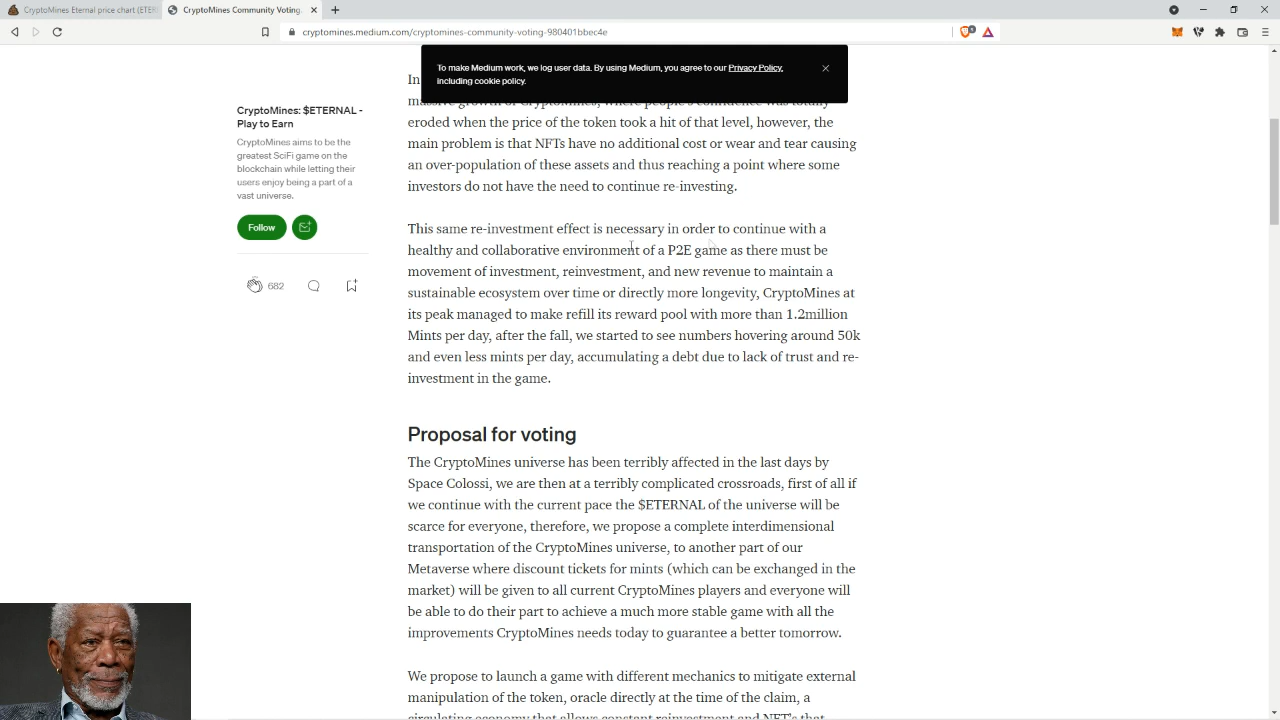 CryptoMines Eternal price chart (ETER
CryptoMines Community Voting.
cryptomines.medium.com/cryptomines-community-voting-980401bbec4e
To make Medium work, we log user data. By using Medium, you agree to our Privacy Policy,
including cookie policy.
In
massive growth of CryptoMines, where people's confidence was totally
eroded when the price of the token took a hit of that level, however, the
main problem is that NFTs have no additional cost or wear and tear causing
an over-population of these assets and thus reaching a point where some
investors do not have the need to continue re-investing.
CryptoMines: $ETERNAL -
Play to Earn
CryptoMines aims to be the
greatest SciFi game on the
blockchain while letting their
users enjoy being a part of a
vast universe.
Follow
682
This same re-investment effect is necessary in order to continue with a
healthy and collaborative environment of a P2E game as there must be
movement of investment, reinvestment, and new revenue to maintain a
sustainable ecosystem over time or directly more longevity, CryptoMines at
its peak managed to make refill its reward pool with more than 1.2million
Mints per day, after the fall, we started to see numbers hovering around 50k
and even less mints per day, accumulating a debt due to lack of trust and re-
investment in the game.
Proposal for voting
The CryptoMines universe has been terribly affected in the last days by
Space Colossi, we are then at a terribly complicated crossroads, first of all if
we continue with the current pace the $ETERNAL of the universe will be
scarce for everyone, therefore, we propose a complete interdimensional
transportation of the CryptoMines universe, to another part of our
Metaverse where discount tickets for mints (which can be exchanged in the
market) will be given to all current CryptoMines players and everyone will
be able to do their part to achieve a much more stable game with all the
improvements CryptoMines needs today to guarantee a better tomorrow.
We propose to launch a game with different mechanics to mitigate external
manipulation of the token, oracle directly at the time of the claim, a
circulating economy that allows constant reinvestment and NFT's that